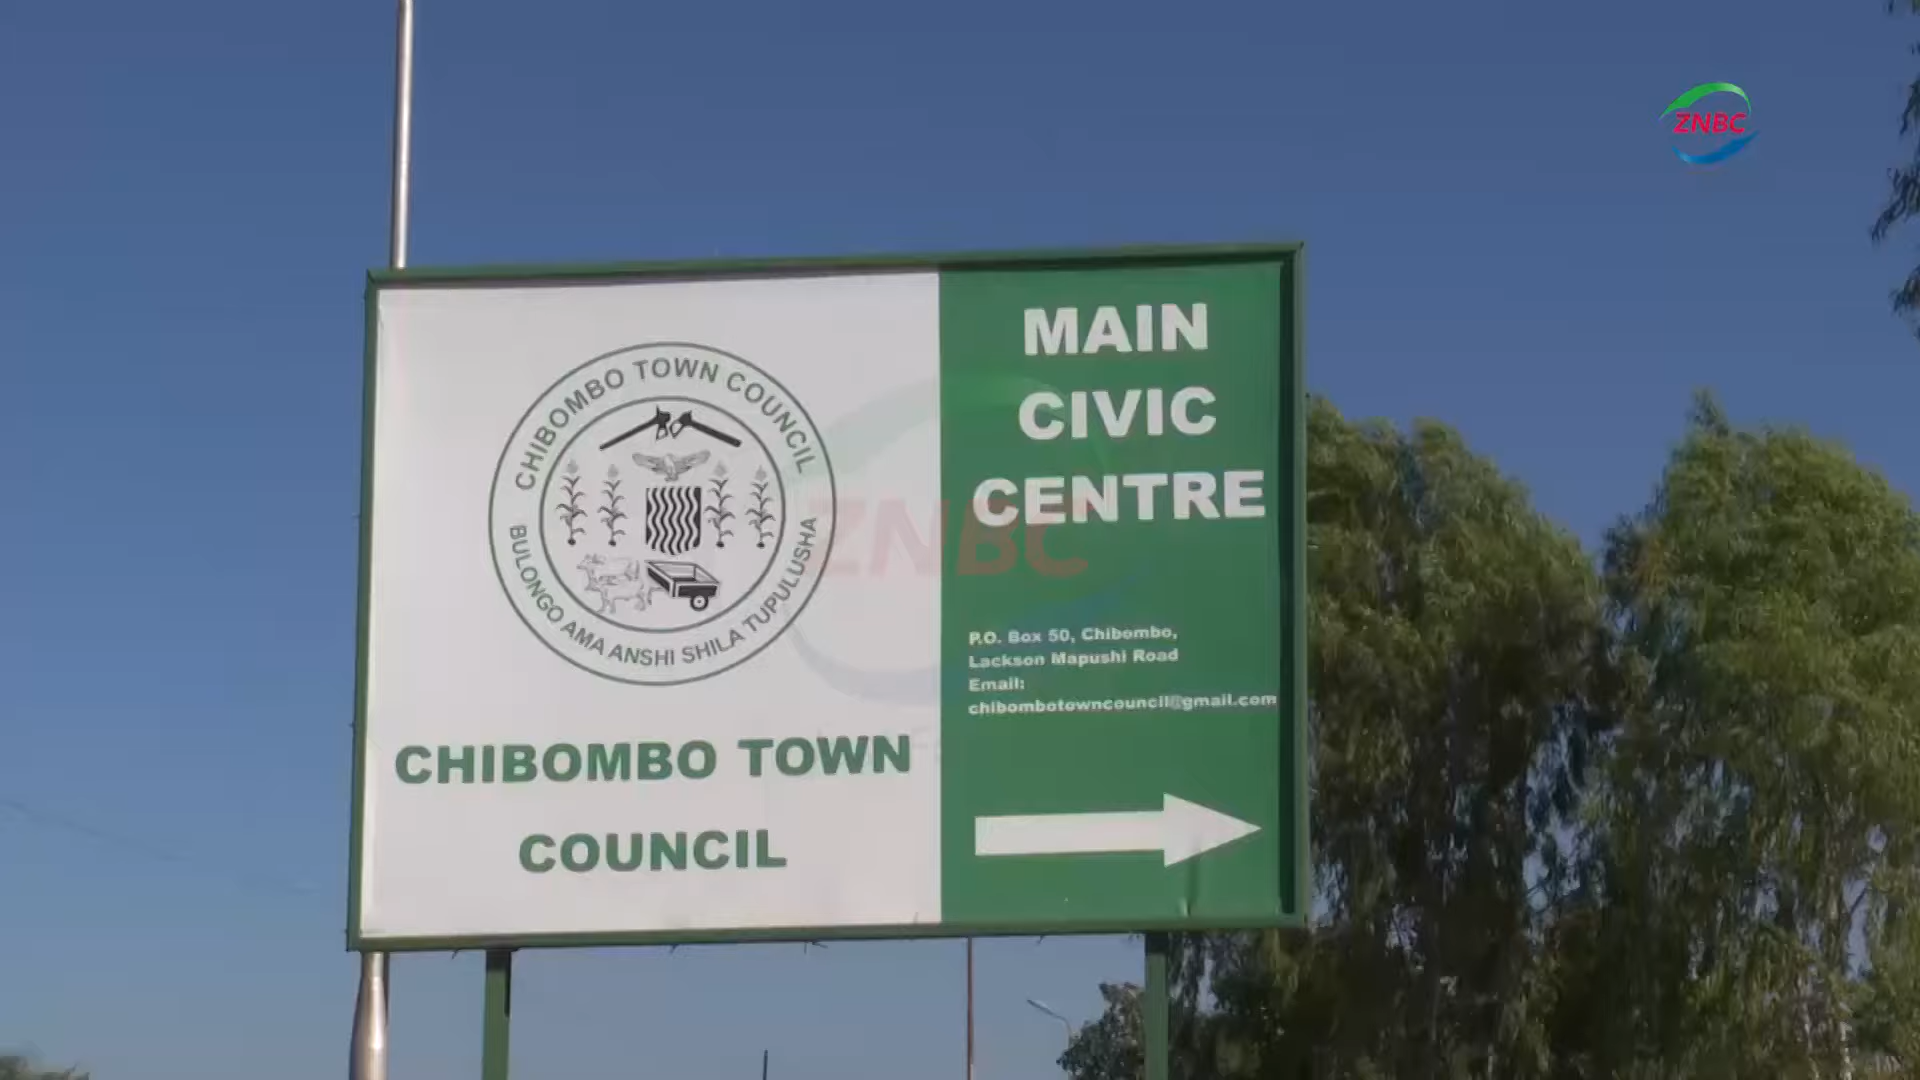 ZNBC
CHIBOMBO TOWN COUNCIL
BULONGO AMA ANSHI SHILA TUPULUSHA
CHIBOMBO TOWN
COUNCIL
MAIN
CIVIC
CENTRE
ZNBC
P.O. Box 50, Chibombo,
Lackson Mapushi Road
Email:
chibombotowncouncil@gmail.com